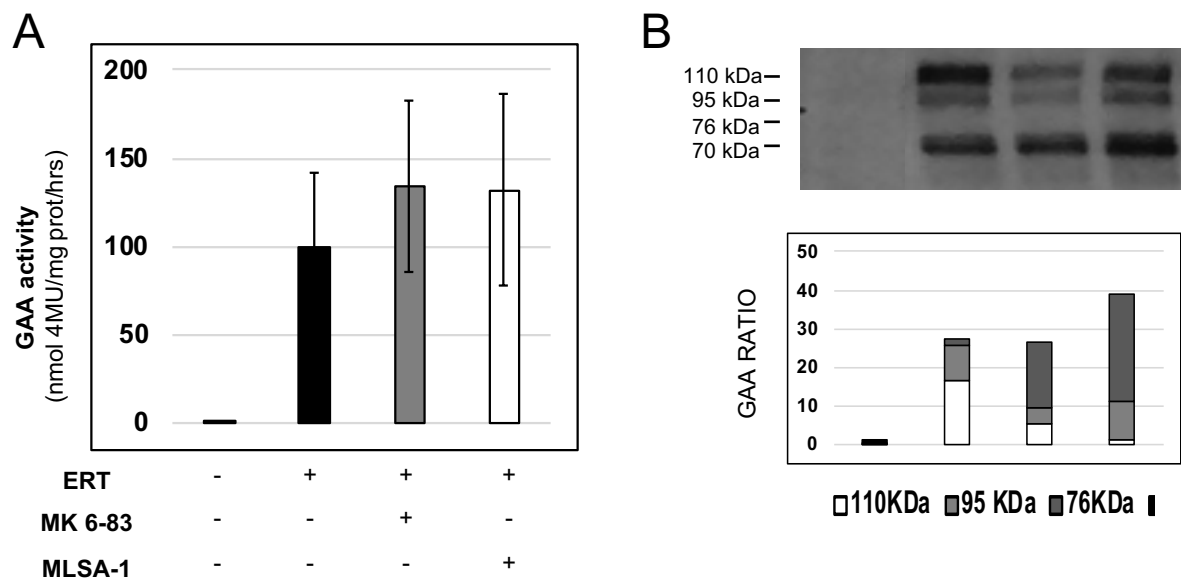 A
200
150
100
50
0
GAA activity
(nmol 4MU/mg prot/hrs)
ERT - + + +
MK 6-83 - - + -
MLSA-1 - - - +
B
110 kDa
95 kDa
76 kDa
70 kDa
50
40
30
20
10
0
GAA RATIO
110KDa 95 KDa 76KDa